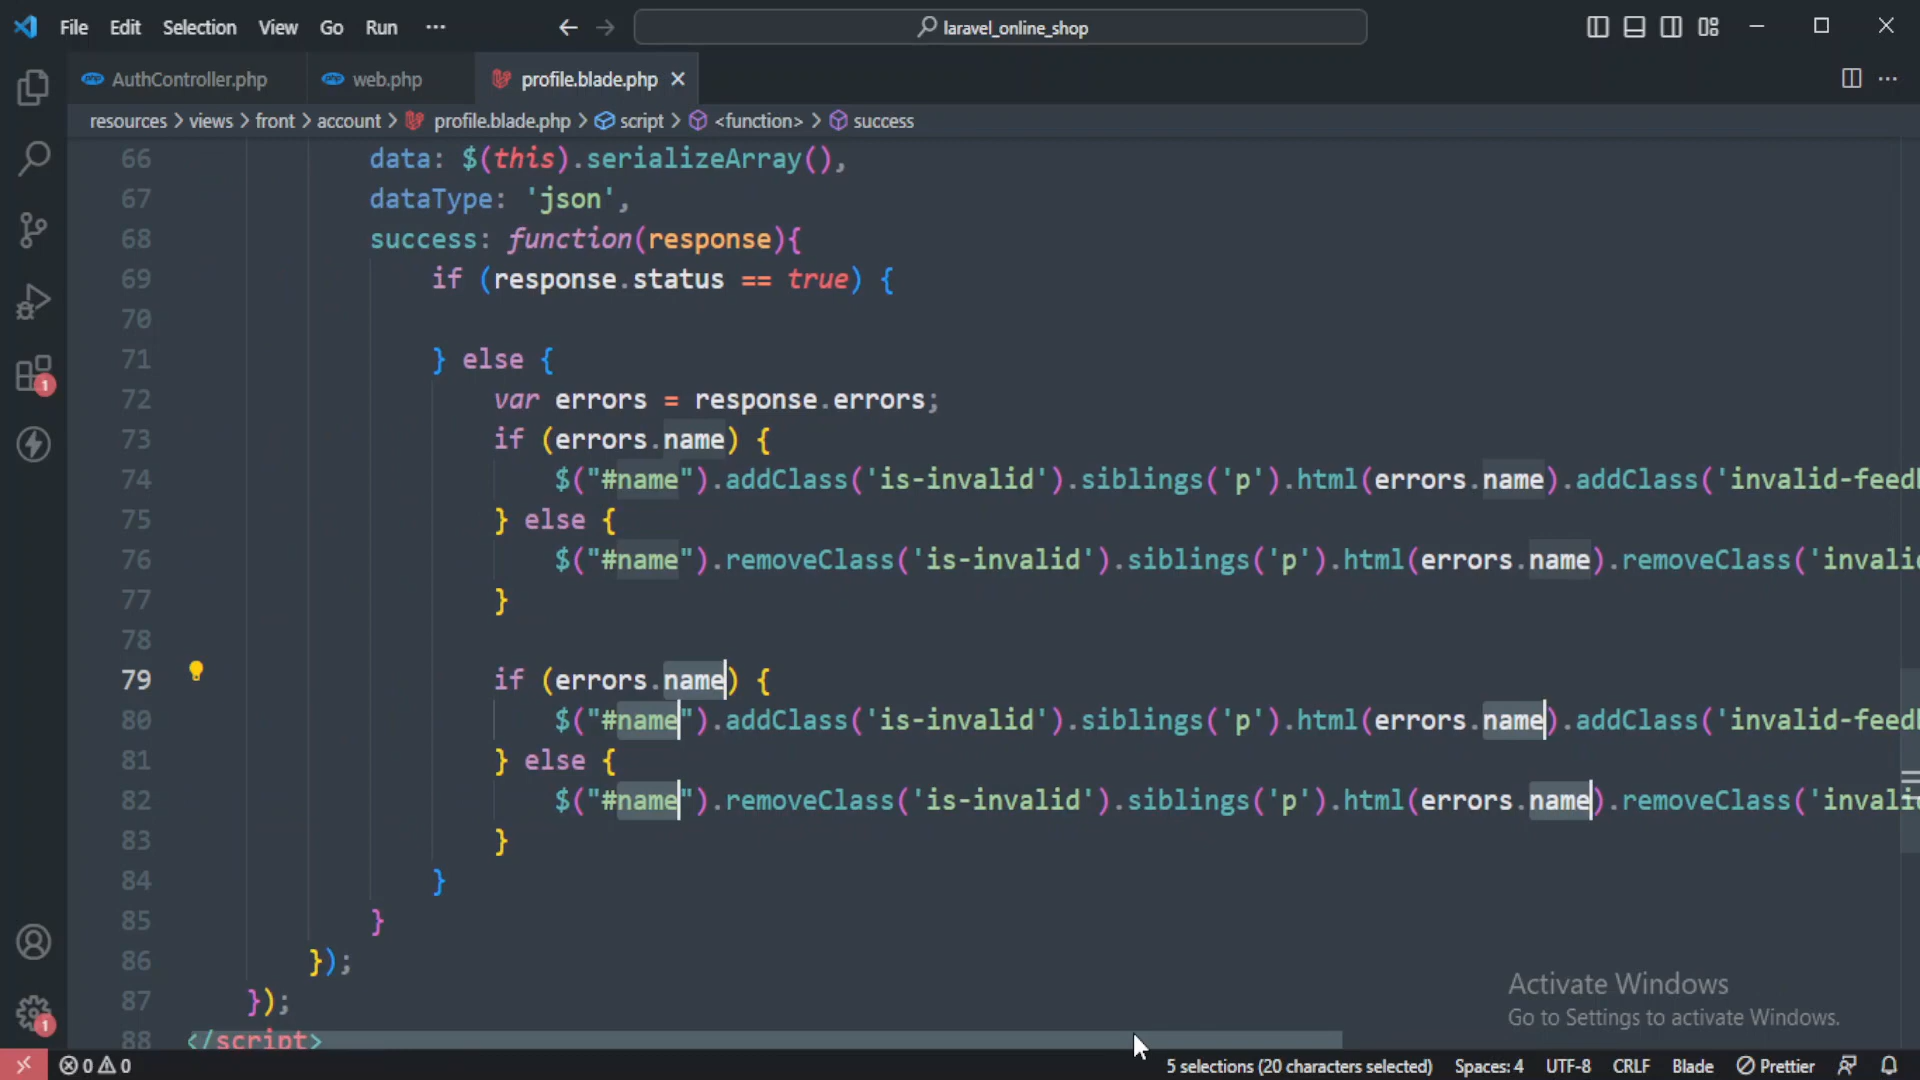 File Edit Selection View Go Run ··· laravel_online_shop
AuthController.php web.php profile.blade.php
resources > views > front > account > profile.blade.php > script > <function> > success
66 data: $(this).serializeArray(),
67 dataType: 'json',
68 success: function(response){
69 if (response.status == true) {
70
71 } else {
72 var errors = response.errors;
73 if (errors.name) {
74 $("#name").addClass('is-invalid').siblings('p').html(errors.name).addClass('invalid-feed
75 } else {
76 $("#name").removeClass('is-invalid').siblings('p').html(errors.name).removeClass('invali
77 }
78
79 if (errors.name) {
80 $("#name").addClass('is-invalid').siblings('p').html(errors.name).addClass('invalid-feed
81 } else {
82 $("#name").removeClass('is-invalid').siblings('p').html(errors.name).removeClass('invali
83 }
84 }
85 }
86 });
87 });
88 </script>
1
1
Activate Windows
Go to Settings to activate Windows.
0 0 5 selections (20 characters selected) Spaces: 4 UTF-8 CRLF Blade Prettier